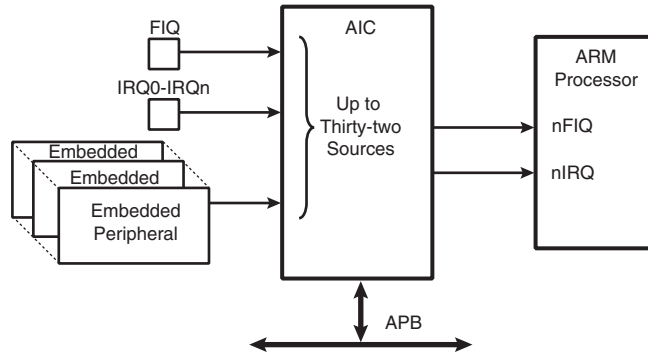 FIQ
IRQ0-IRQn
Embedded
Embedded
Embedded
Peripheral
AIC
Up to
Thirty-two
Sources
ARM
Processor
nFIQ
nIRQ
APB